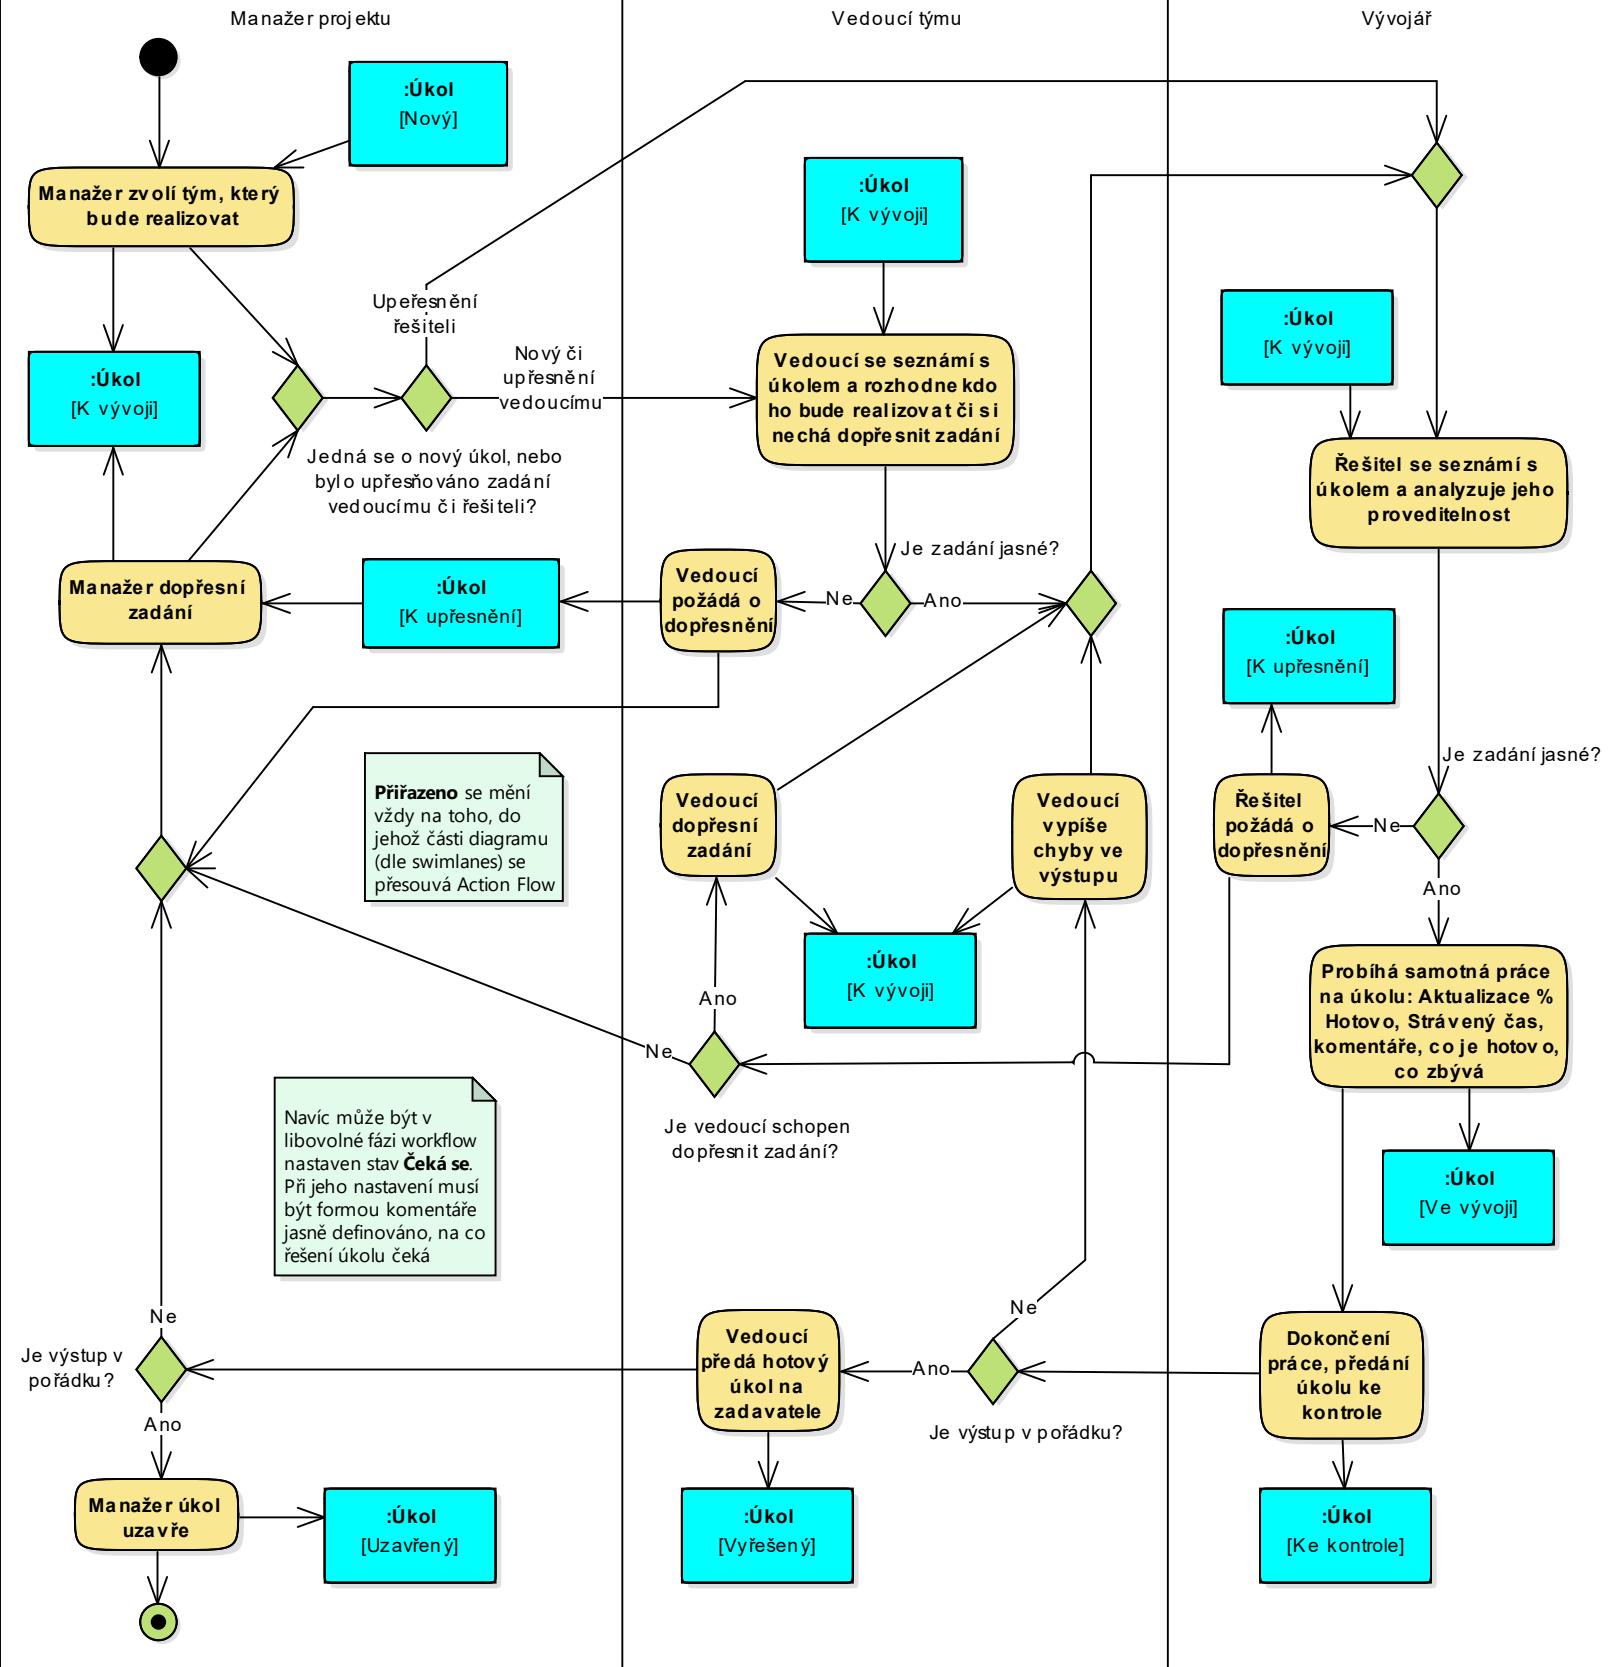 Manažer projektu
Vedoucí týmu
Vývojář
:Úkol
[Nový]
Manažer zvolí tým, který
bude realizovat
:Úkol
[K vývoji]
Upeřesnění
řešiteli
Nový či
upřesnění
vedoucímu
:Úkol
[K vývoji]
:Úkol
[K vývoji]
Vedoucí se seznámí s
úkolem a rozhodne kdo
ho bude realizovat či si
nechá dopřesnit zadání
:Úkol
[K vývoji]
Jedná se o nový úkol, nebo
bylo upřesňováno zadání
vedoucímu či řešiteli?
Řešitel se seznámí s
úkolem a analyzuje jeho
proveditelnost
Je zadání jasné?
Manažer dopřesní
zadání
:Úkol
[K upřesnění]
Vedoucí
požádá o
dopřesnění
Ne
Ano
:Úkol
[K upřesnění]
Přiřazeno se mění
vždy na toho, do
jehož části diagramu
(dle swimlanes) se
přesouvá Action Flow
Vedoucí
dopřesní
zadání
Vedoucí
vypíše
chyby ve
výstupu
Je zadání jasné?
Řešitel
požádá o
dopřesnění
Ne
Ano
:Úkol
[K vývoji]
Ano
Ne
Je vedoucí schopen
dopřesnit zadání?
Probíhá samotná práce
na úkolu: Aktualizace %
Hotovo, Strávený čas,
komentáře, co je hotovo,
co zbývá
Navíc může být v
libovolné fázi workflow
nastaven stav Čeká se.
Při jeho nastavení musí
být formou komentáře
jasně definováno, na co
řešení úkolu čeká
:Úkol
[Ve vývoji]
Ne
Je výstup v
pořádku?
Ano
Vedoucí
předá hotový
úkol na
zadavatele
Ano
Ne
Je výstup v pořádku?
Dokončení
práce, předání
úkolu ke
kontrole
Manažer úkol
uzavře
:Úkol
[Uzavřený]
:Úkol
[Vyřešený]
:Úkol
[Ke kontrole]